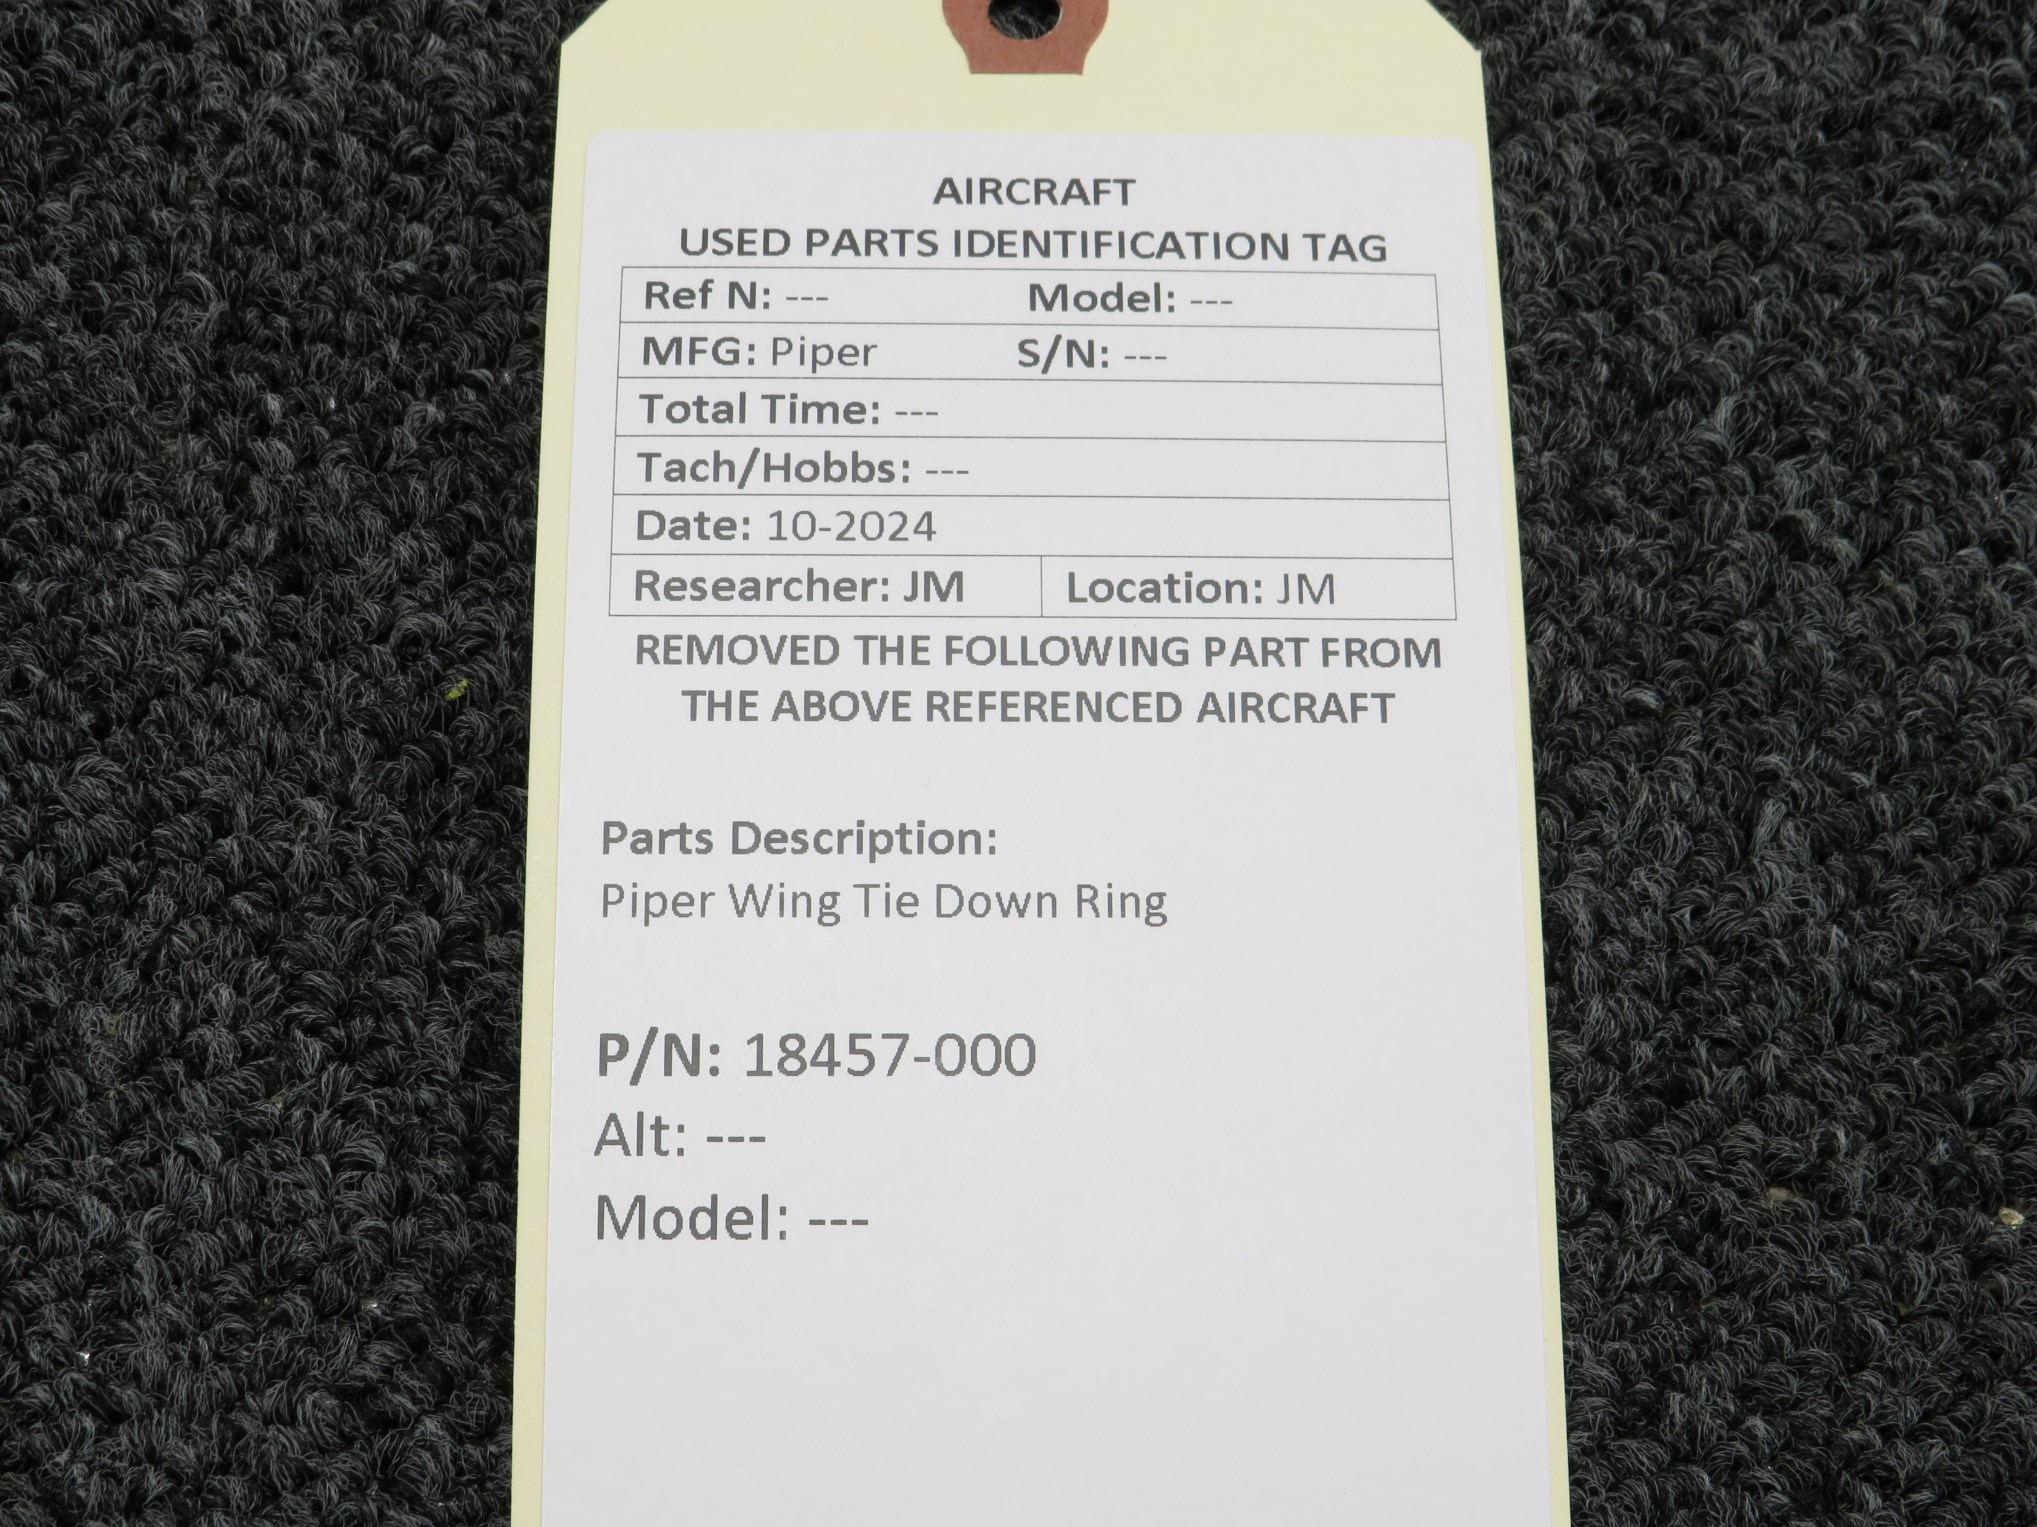 AIRCRAFT
USED PARTS IDENTIFICATION TAG
Ref N: --- Model: ---
MFG: Piper S/N: ---
Total Time: ---
Tach/Hobbs: ---
Date: 10-2024
Researcher: JM Location: JM
REMOVED THE FOLLOWING PART FROM
THE ABOVE REFERENCED AIRCRAFT
Parts Description:
Piper Wing Tie Down Ring
P/N: 18457-000
Alt: ---
Model: ---